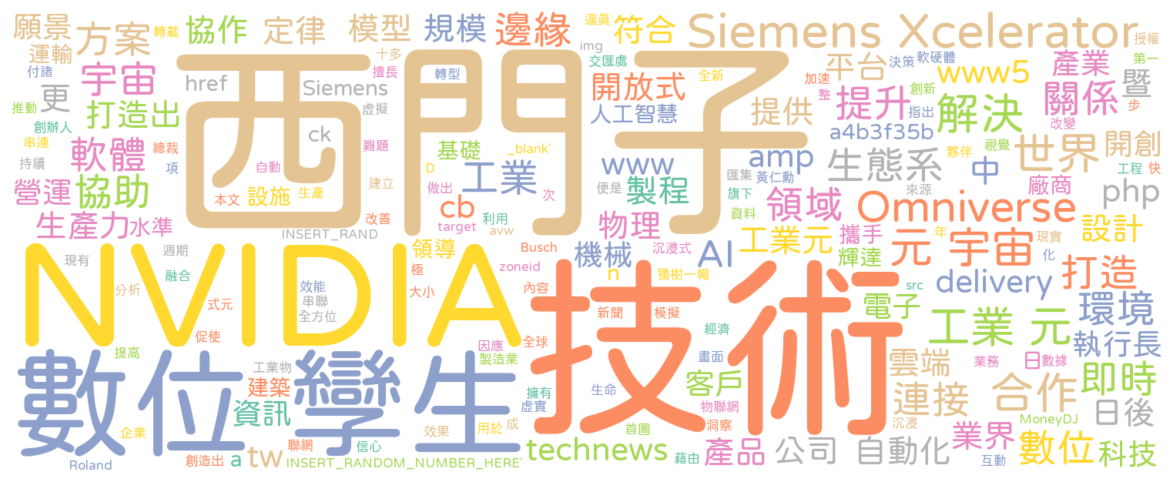 願景 方案 轉載 協作 定律 模型 規模 邊緣 逼真 符合 Siemens Xcelerator 授權
運輸 img 交匯處 平台 決策 軟硬體 第一
付諸 宇宙 href 西門子 十多 擅長 轉型 開放式 全新 加速 www5 產業 暨
推動 更 打造出 Siemens 虛擬 人工智慧 提供 整 提升 創新 解決 關係 步
創辦人 ck 基礎 _blank' a4b3f35b 指出 改變
串連 軟體 總裁 難題 D www amp 生態系 視覺 夥伴 世界 開創
持續 項 自動 工業 便是 匯集 黃仁勳 中 工程 快
營運 協助 本文 設施 生產 建立 做出 次 製程 旗下 領域 來源 廠商 php
生產力 水準 改善 target 利用 avw 物理 資料 Omniverse
INSERT_RAND 領導 cb Busch 沉浸式 工業元 攜手 年 元 宇宙 現實 設計
現有 週期 NVIDIA 極 zoneid 機械 n AI 輝達 化 打造
融合 效能 大小 內容 技術 獨樹一幟 src delivery
分析 式元 串聯 新聞 模擬 電子 環境
促使 全方位 因應 全球 經濟 工業 元 執行長
提高 數位孿生 製造業 畫面 雲端 業務 日 數據
工業物 建築 擁有 生命 物聯網 客戶 連接 合作 即時
資訊 虛實 洞察 沉浸 MoneyDJ 日後
企業 聯網 信心 效果 用於 成 首圖 業界 數位 科技
Roland 創造出 a tw INSERT_RANDOM_NUMBER_HERE' technews 藉由 產品 公司 自動化 互動